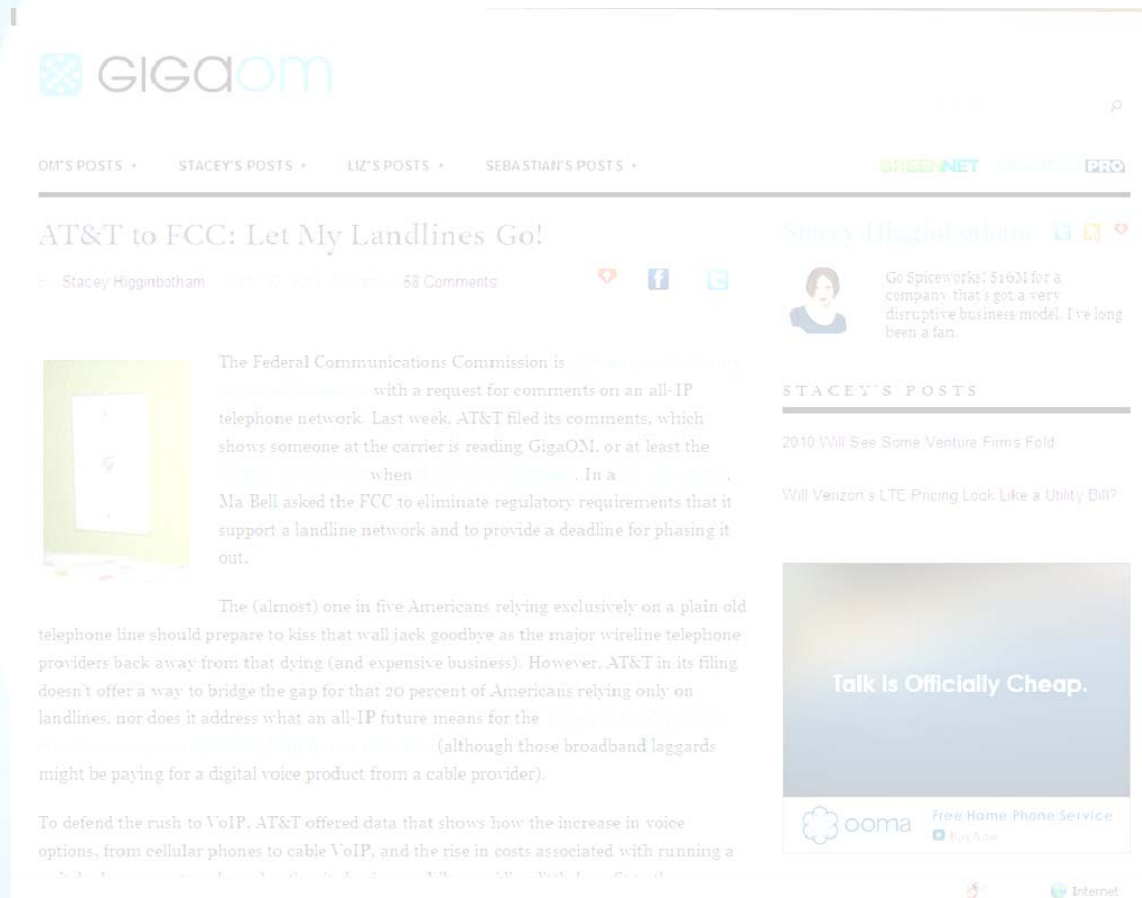 GIGAOM
OM'S POSTS STACEY'S POSTS LIZ'S POSTS SEBASTIAN'S POSTS GREENNET PRO
AT&T to FCC: Let My Landlines Go!
Stacey Higginbotham 58 Comments
The Federal Communications Commission is
with a request for comments on an all-IP
telephone network. Last week, AT&T filed its comments, which
shows someone at the carrier is reading GigaOM, or at least the
when . In a .
Ma Bell asked the FCC to eliminate regulatory requirements that it
support a landline network and to provide a deadline for phasing it
out.
The (almost) one in five Americans relying exclusively on a plain old
telephone line should prepare to kiss that wall jack goodbye as the major wireline telephone
providers back away from that dying (and expensive) business). However, AT&T in its filing
doesn't offer a way to bridge the gap for that 20 percent of Americans relying only on
landlines, nor does it address what an all-IP future means for the
(although those broadband laggards
might be paying for a digital voice product from a cable provider).
To defend the rush to VoIP, AT&T offered data that shows how the increase in voice
options, from cellular phones to cable VoIP, and the rise in costs associated with running a
Stacey Higginbotham
Go Spiceworks! $16M for a
company that's got a very
disruptive business model. I've long
been a fan.
STACEY'S POSTS
2010 Will See Some Venture Firms Fold
Will Verizon's LTE Pricing Look Like a Utility Bill?
Talk Is Officially Cheap.
ooma
Free Home Phone Service
Buy Now
Internet